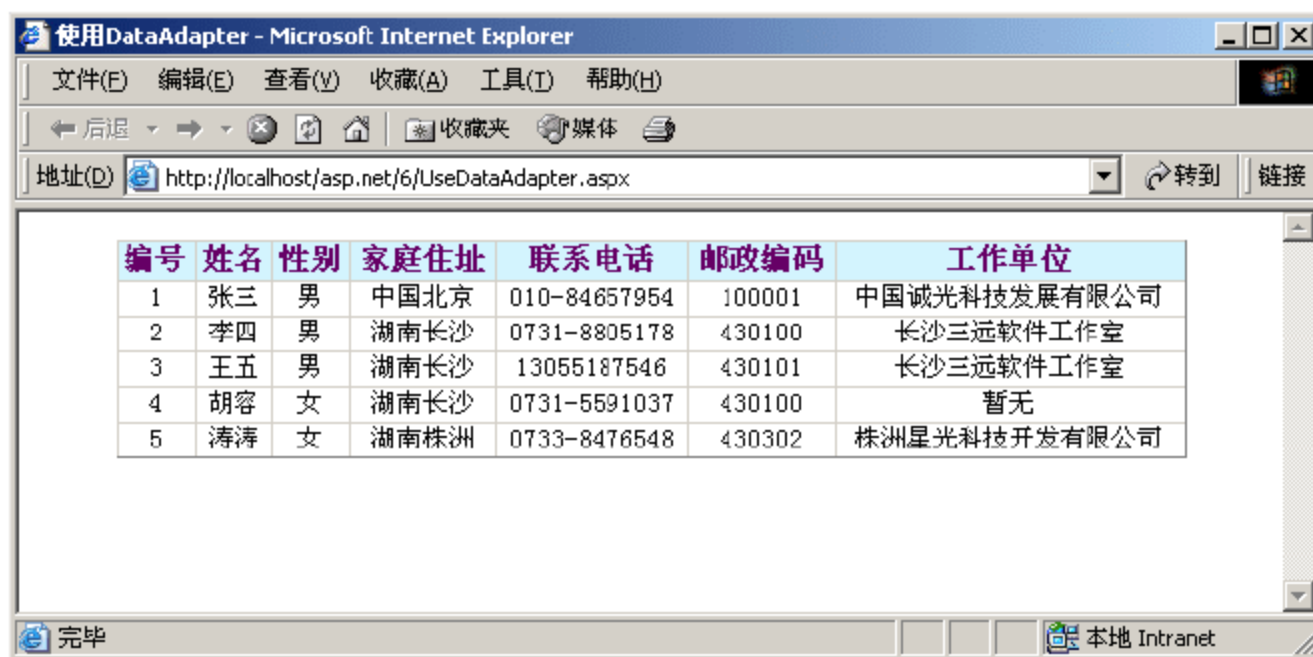 使用DataAdapter - Microsoft Internet Explorer
文件(F) 编辑(E) 查看(V) 收藏(A) 工具(T) 帮助(H)
后退 收藏夹 媒体
地址(D) http://localhost/asp.net/6/UseDataAdapter.aspx 转到 链接
编号 姓名 性别 家庭住址 联系电话 邮政编码 工作单位
1 张三 男 中国北京 010-84657954 100001 中国诚光科技发展有限公司
2 李四 男 湖南长沙 0731-8805178 430100 长沙三远软件工作室
3 王五 男 湖南长沙 13055187546 430101 长沙三远软件工作室
4 胡容 女 湖南长沙 0731-5591037 430100 暂无
5 涛涛 女 湖南株洲 0733-8476548 430302 株洲星光科技开发有限公司
完毕 本地 Intranet